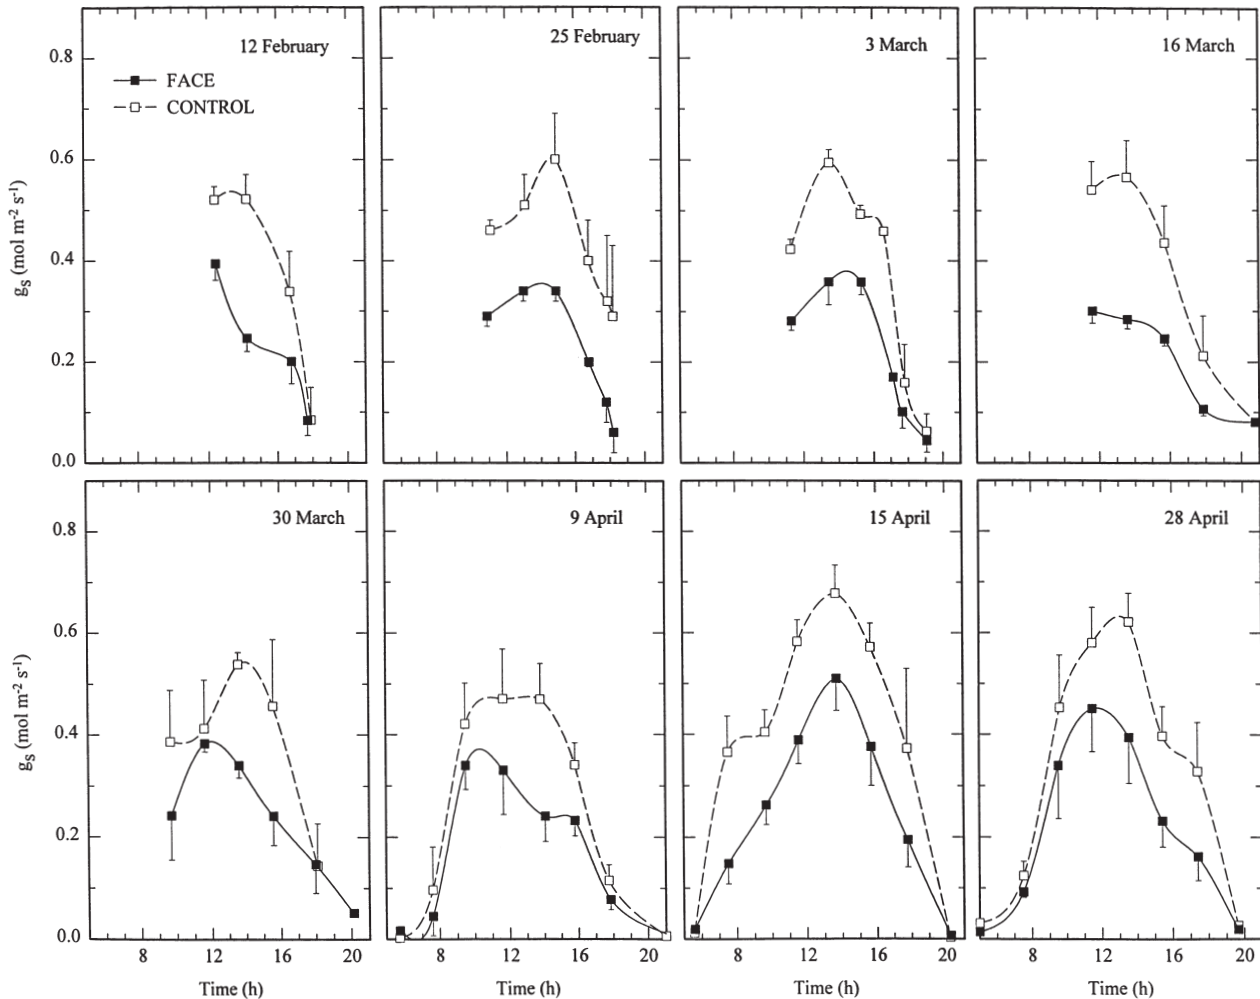 12 February
25 February
3 March
16 March
FACE
CONTROL
0.8
0.6
0.4
0.2
0.0
gs (mol m-2 s-1)
30 March
9 April
15 April
28 April
0.8
0.6
0.4
0.2
0.0
gs (mol m-2 s-1)
8 12 16 20
8 12 16 20
8 12 15 20
8 12 16 20
Time (h)
Time (h)
Time (h)
Time (h)